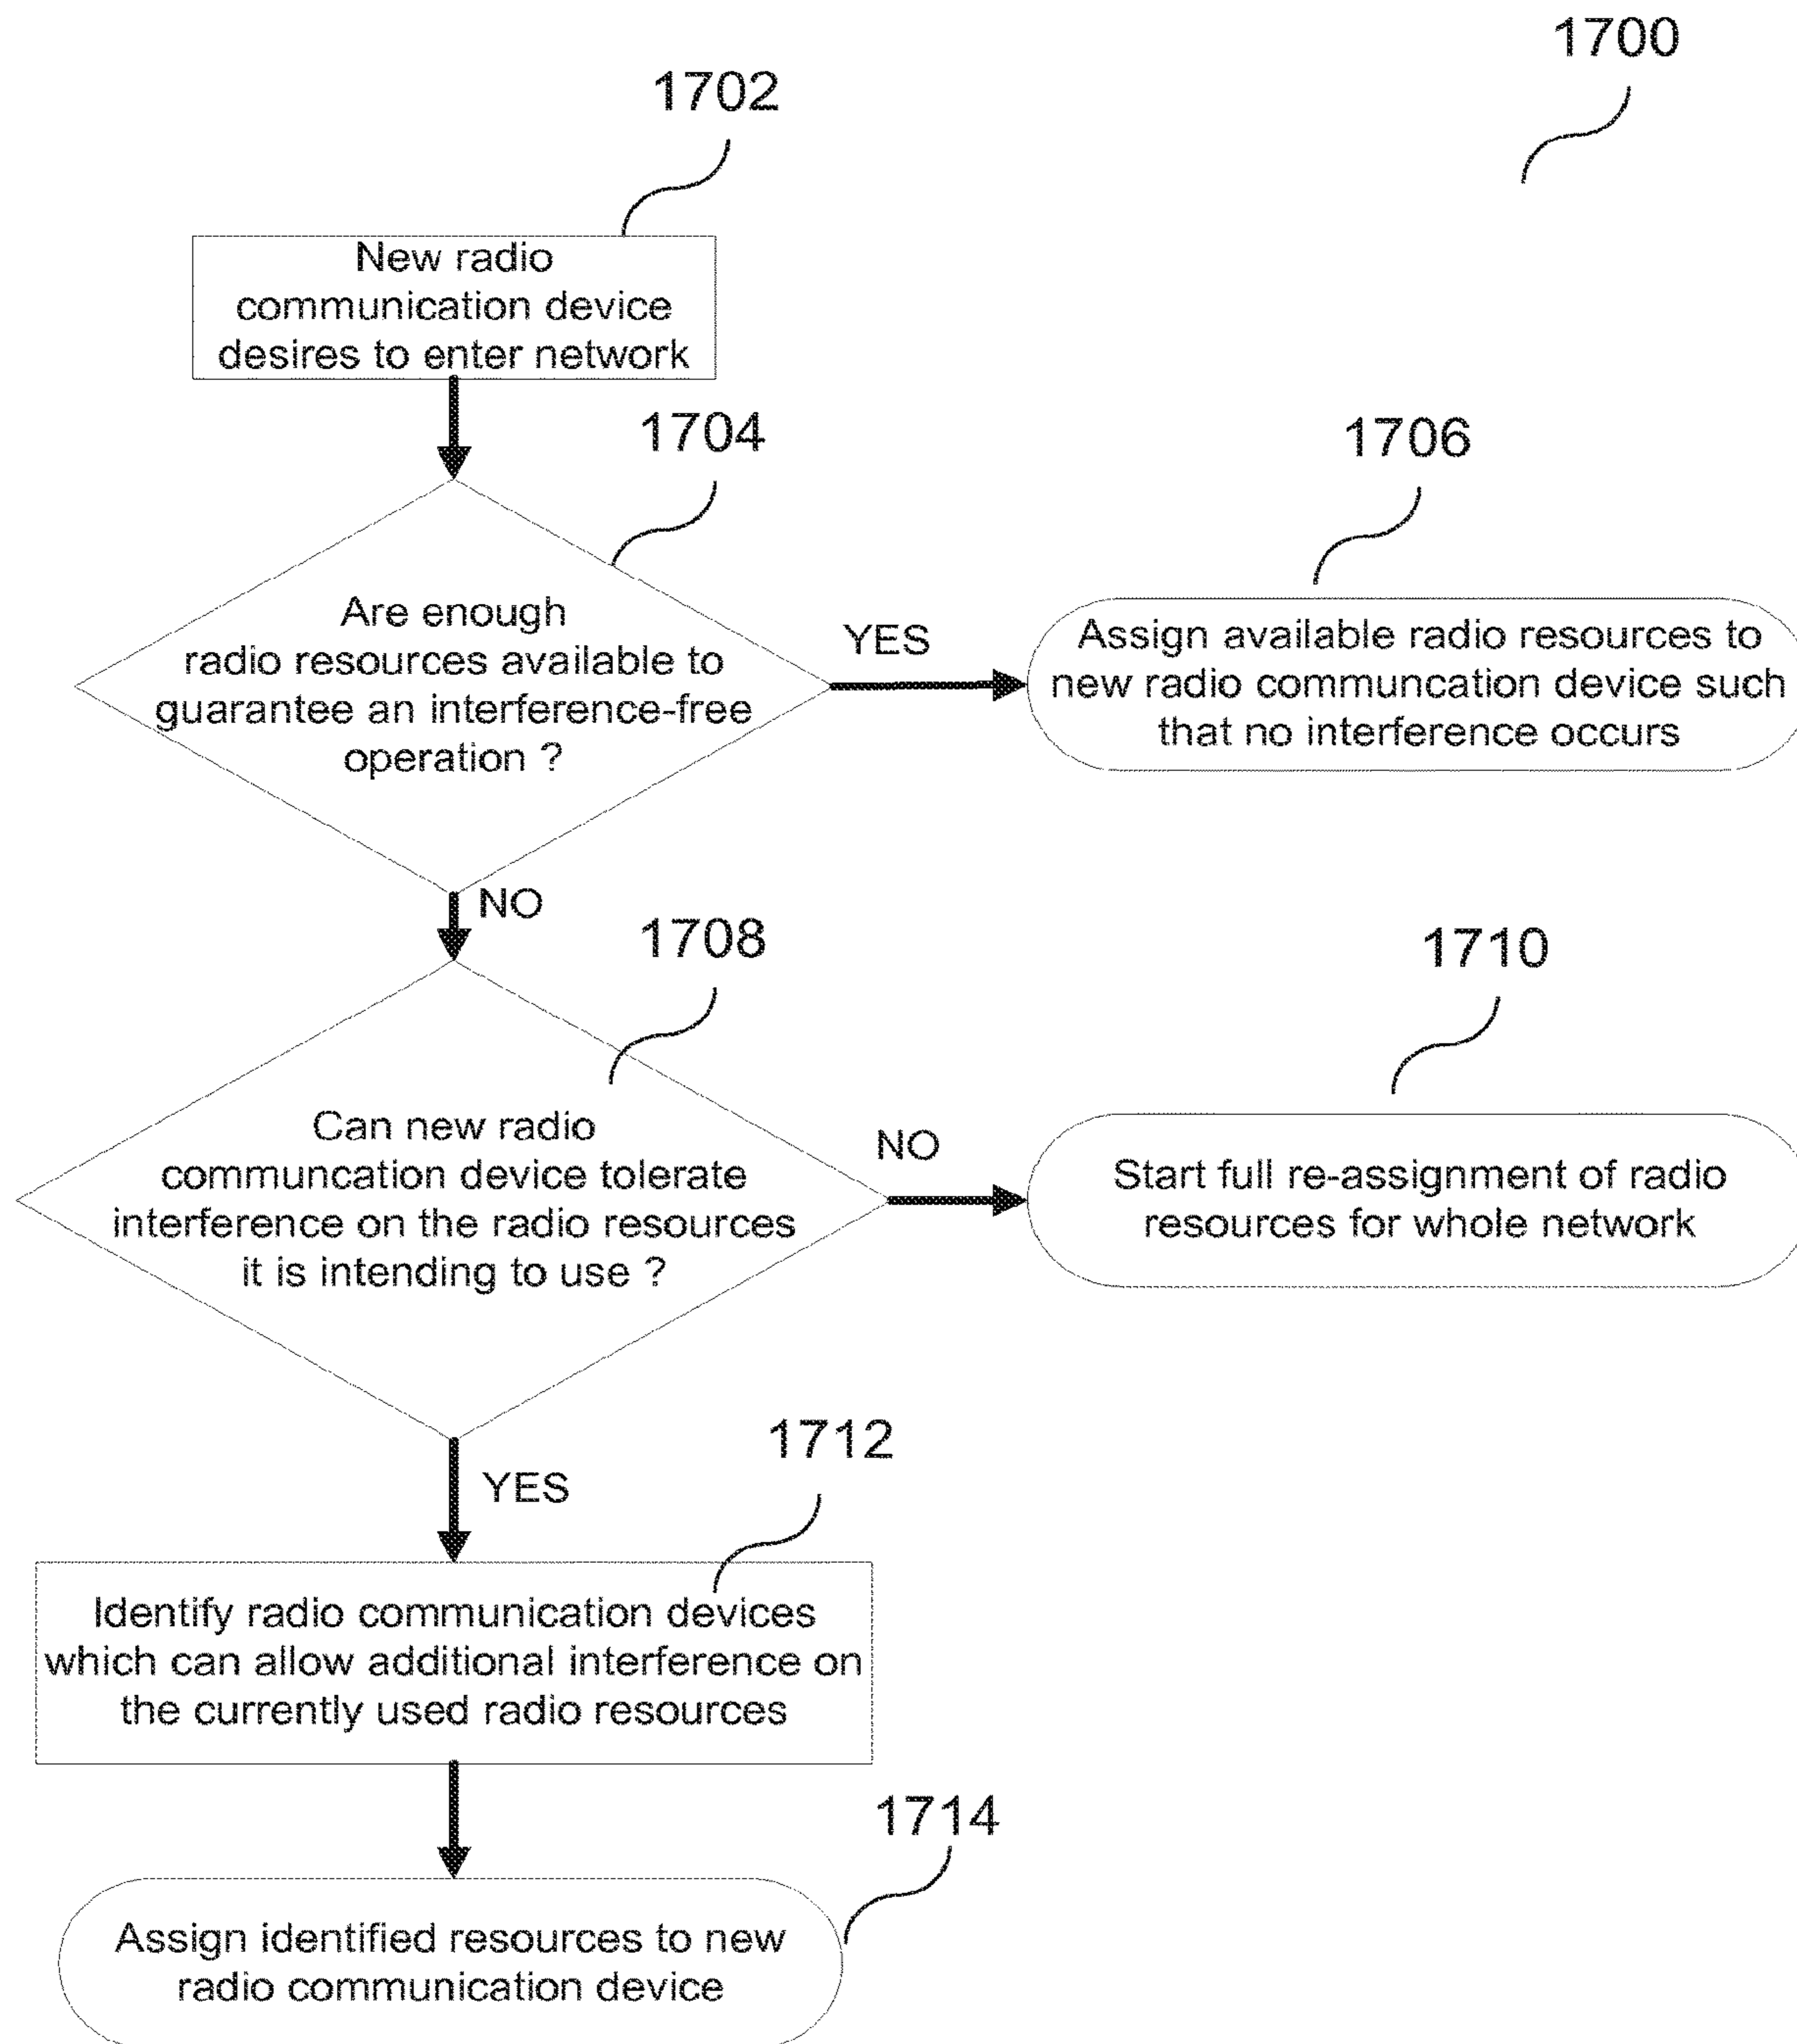 1700
1702
New radio
communication device
desires to enter network
1704
Are enough
radio resources available to
guarantee an interference-free
operation ?
YES
1706
Assign available radio resources to
new radio communcation device such
that no interference occurs
NO
1708
Can new radio
communcation device tolerate
interference on the radio resources
it is intending to use ?
NO
1710
Start full re-assignment of radio
resources for whole network
YES
1712
Identify radio communication devices
which can allow additional interference on
the currently used radio resources
1714
Assign identified resources to new
radio communication device